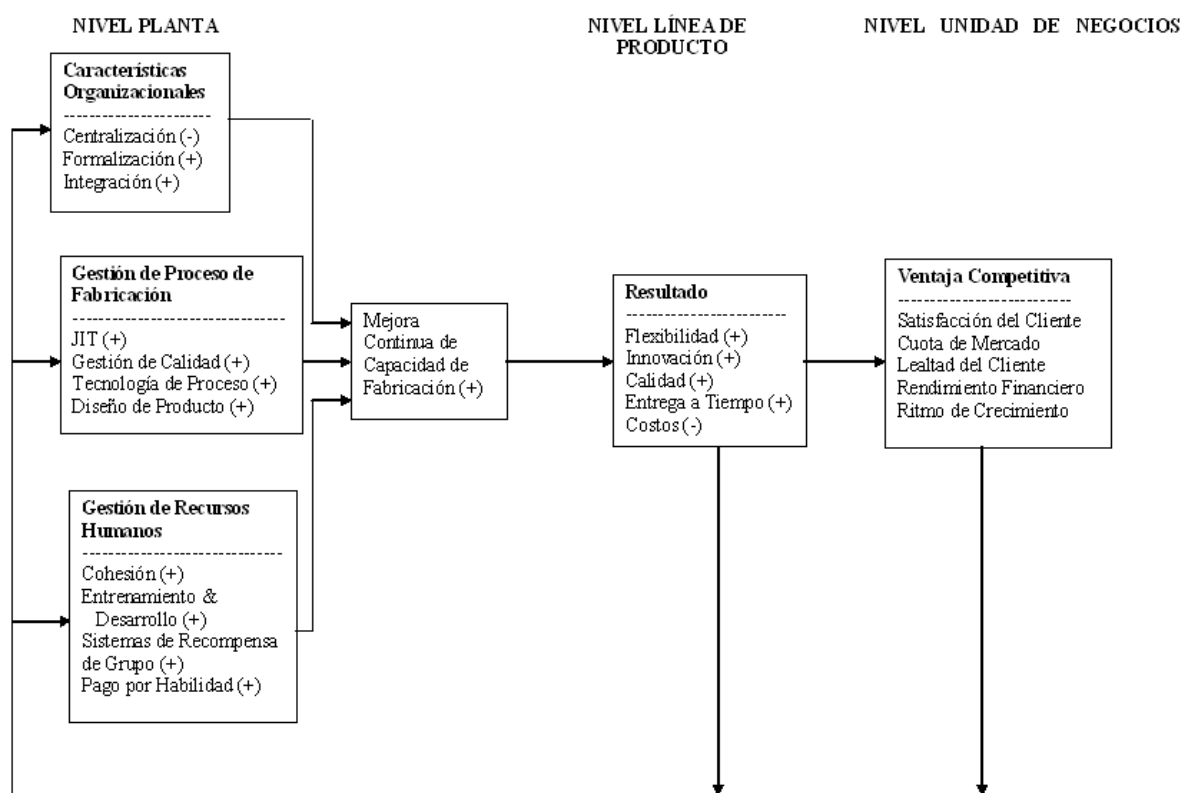 NIVEL PLANTA
NIVEL LÍNEA DE
PRODUCTO
NIVEL UNIDAD DE NEGOCIOS
Características
Organizacionales
-----------------------
Centralización (-)
Formalización (+)
Integración (+)
Gestión de Proceso de
Fabricación
---------------------------------
JIT (+)
Gestión de Calidad (+)
Tecnología de Proceso (+)
Diseño de Producto (+)
Gestión de Recursos
Humanos
-------------------------------
Cohesión (+)
Entrenamiento &
Desarrollo (+)
Sistemas de Recompensa
de Grupo (+)
Pago por Habilidad (+)
Mejora
Continua de
Capacidad de
Fabricación (+)
Resultado
-------------------------
Flexibilidad (+)
Innovación (+)
Calidad (+)
Entrega a Tiempo (+)
Costos (-)
Ventaja Competitiva
---------------------------
Satisfacción del Cliente
Cuota de Mercado
Lealtad del Cliente
Rendimiento Financiero
Ritmo de Crecimiento